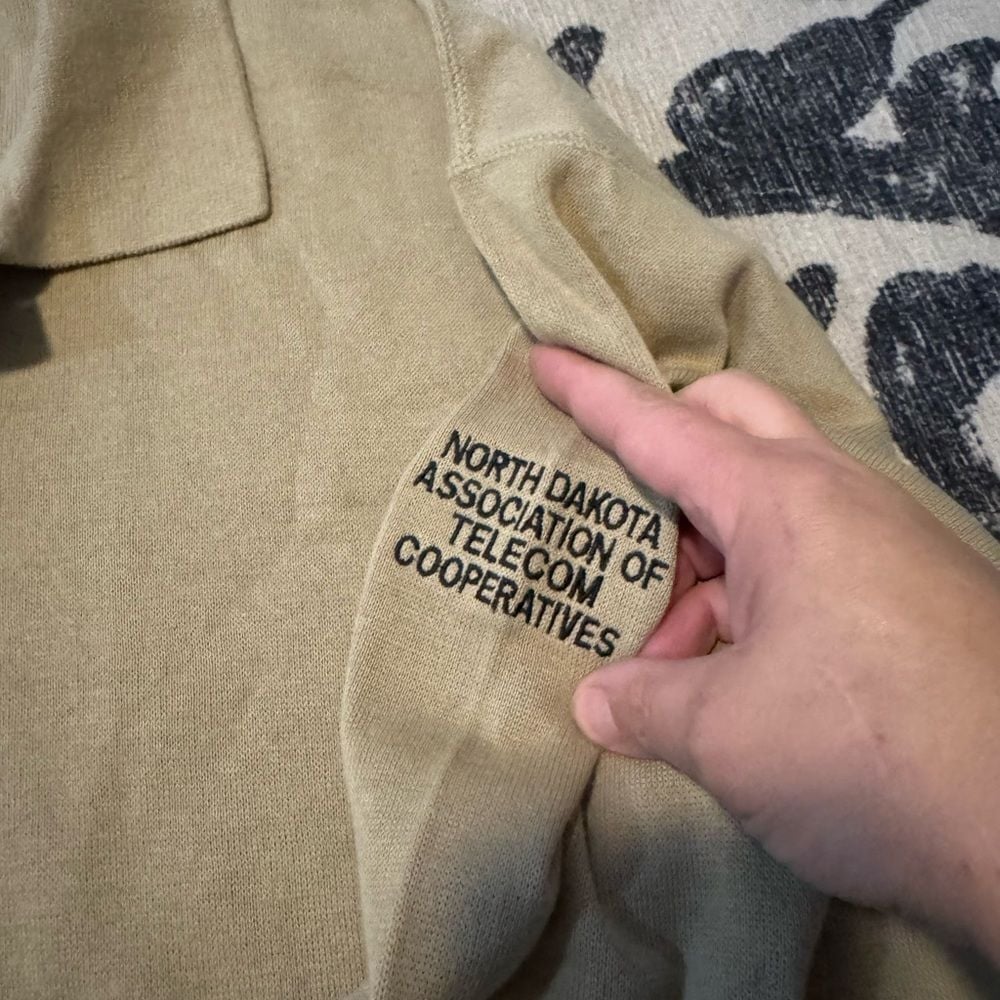 NORTH DAKOTA
ASSOCIATION OF
TELECOM
COOPERATIVES